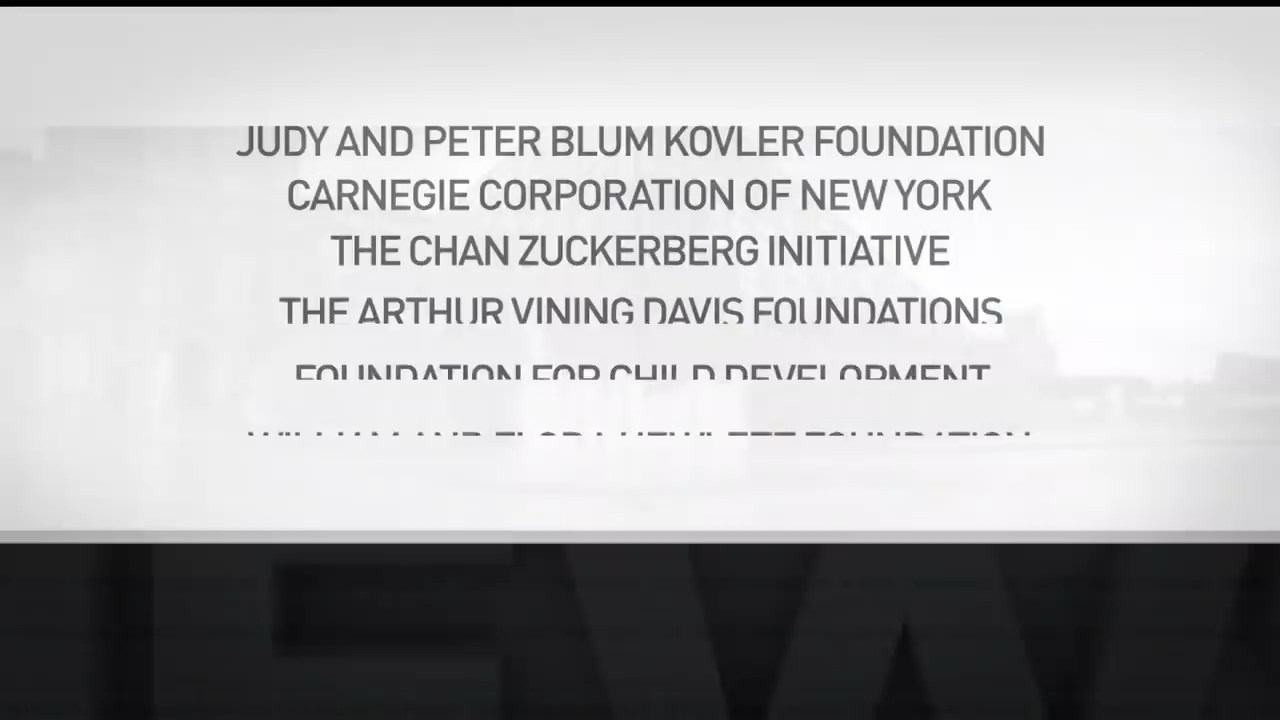 JUDY AND PETER BLUM KOVLER FOUNDATION
CARNEGIE CORPORATION OF NEW YORK
THE CHAN ZUCKERBERG INITIATIVE
THE ARTHUR VINING DAVIS FOUNDATIONS
FOUNDATION FOR CHILD DEVELOPMENT